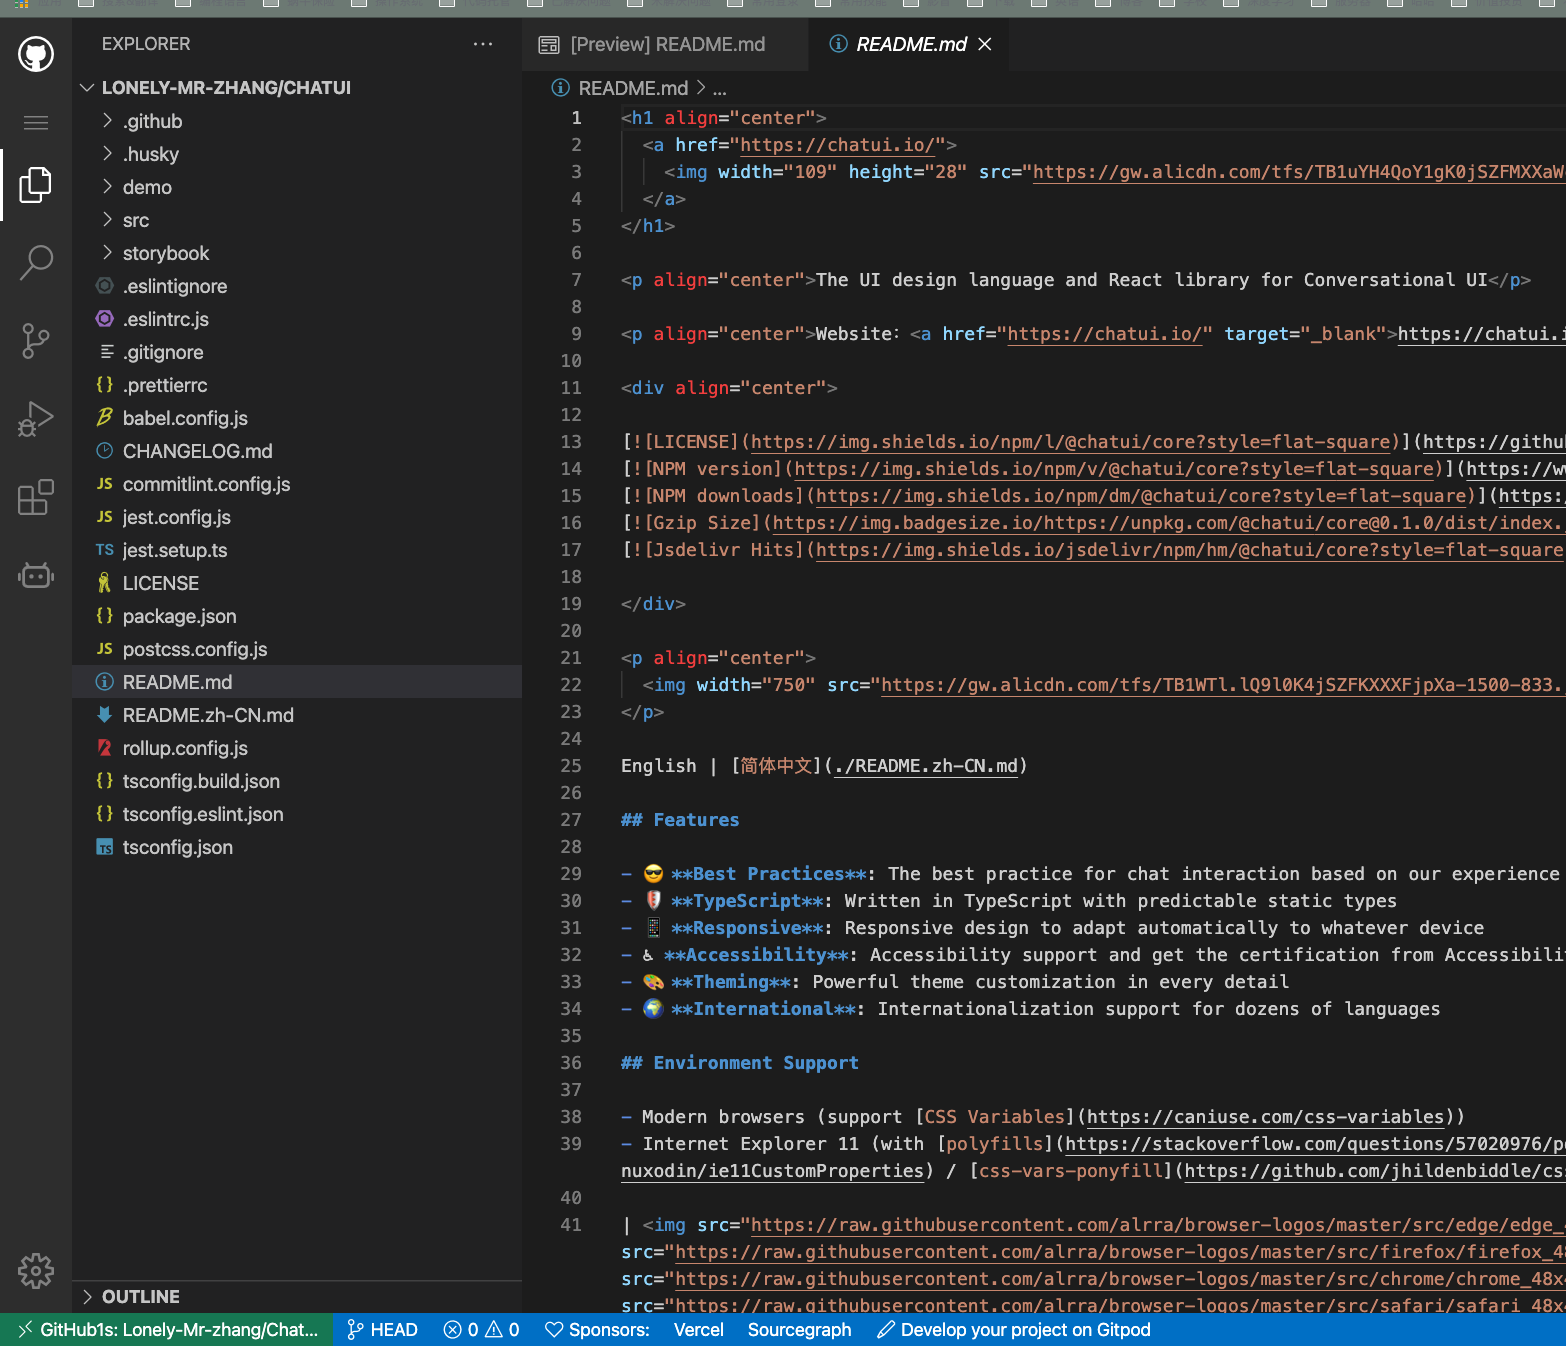 EXPLORER
LONELY-MR-ZHANG/CHATUI
.github
.husky
demo
src
storybook
.eslintignore
.eslintrc.js
.gitignore
.prettierrc
babel.config.js
CHANGELOG.md
JS commitlint.config.js
JS jest.config.js
TS jest.setup.ts
LICENSE
{} package.json
JS postcss.config.js
README.md
README.zh-CN.md
rollup.config.js
{} tsconfig.build.json
{} tsconfig.eslint.json
TS tsconfig.json
OUTLINE
[Preview] README.md
README.md
README.md > ...
1 <h1 align="center">
2 <a href="https://chatui.io/">
3 <img width="109" height="28" src="https://gw.alicdn.com/tfs/TB1uYH4QoY1gK0jSZFMXXaW
4 </a>
5 </h1>
6
7 <p align="center">The UI design language and React library for Conversational UI</p>
8
9 <p align="center">Website: <a href="https://chatui.io/" target="_blank">https://chatui.i
10
11 <div align="center">
12
13 [![LICENSE](https://img.shields.io/npm/l/@chatui/core?style=flat-square)](https://githu
14 [![NPM version](https://img.shields.io/npm/v/@chatui/core?style=flat-square)](https://w
15 [![NPM downloads](https://img.shields.io/npm/dm/@chatui/core?style=flat-square)](https:
16 [![Gzip Size](https://img.badgesize.io/https://unpkg.com/@chatui/core@0.1.0/dist/index.
17 [![Jsdelivr Hits](https://img.shields.io/jsdelivr/npm/hm/@chatui/core?style=flat-square
18
19 </div>
20
21 <p align="center">
22 <img width="750" src="https://gw.alicdn.com/tfs/TB1WTl.lQ9l0K4jSZFKXXXFjpXa-1500-833.
23 </p>
24
25 English | [简体中文](./README.zh-CN.md)
26
27 ## Features
28
29 - 😎 **Best Practices**: The best practice for chat interaction based on our experience
30 - 🛡 **TypeScript**: Written in TypeScript with predictable static types
31 - 📱 **Responsive**: Responsive design to adapt automatically to whatever device
32 - ♿ **Accessibility**: Accessibility support and get the certification from Accessibili
33 - 🎨 **Theming**: Powerful theme customization in every detail
34 - 🌍 **International**: Internationalization support for dozens of languages
35
36 ## Environment Support
37
38 - Modern browsers (support [CSS Variables](https://caniuse.com/css-variables))
39 - Internet Explorer 11 (with [polyfills](https://stackoverflow.com/questions/57020976/p
nuxodin/ie11CustomProperties) / [css-vars-ponyfill](https://github.com/jhildenbiddle/cs
40
41 | <img src="https://raw.githubusercontent.com/alrra/browser-logos/master/src/edge/edge_
src="https://raw.githubusercontent.com/alrra/browser-logos/master/src/firefox/firefox_4
src="https://raw.githubusercontent.com/alrra/browser-logos/master/src/chrome/chrome_48x
src="https://raw.githubusercontent.com/alrra/browser-logos/master/src/safari/safari_48x
GitHub1s: Lonely-Mr-zhang/Chat... HEAD 0 0 Sponsors: Vercel Sourcegraph Develop your project on Gitpod